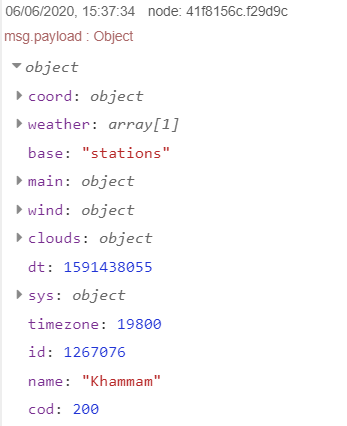 06/06/2020, 15:37:34 node: 41f8156c.f29d9c
msg.payload : Object
object
coord: object
weather: array[1]
base: "stations"
main: object
wind: object
clouds: object
dt: 1591438055
sys: object
timezone: 19800
id: 1267076
name: "Khammam"
cod: 200